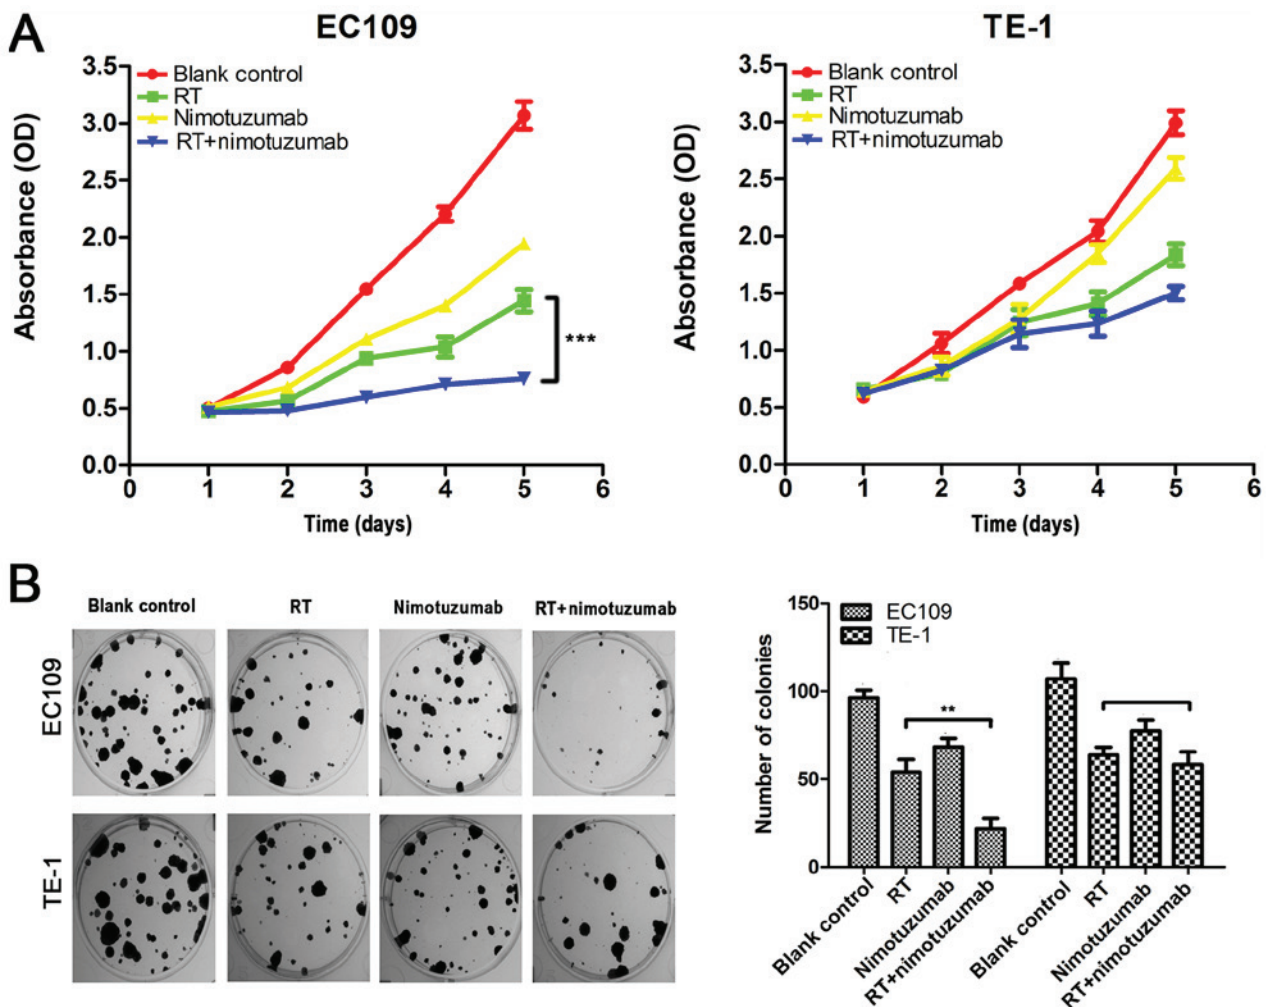 A
EC109
TE-1
3.5
3.0
2.5
2.0
1.5
1.0
0.5
0.0
Absorbance (OD)
Blank control
RT
Nimotuzumab
RT+nimotuzumab
***
0 1 2 3 4 5 6
Time (days)
3.5
3.0
2.5
2.0
1.5
1.0
0.5
0.0
Absorbance (OD)
Blank control
RT
Nimotuzumab
RT+nimotuzumab
0 1 2 3 4 5 6
Time (days)
B
Blank control RT Nimotuzumab RT+nimotuzumab
EC109
TE-1
150
100
50
0
Number of colonies
EC109
TE-1
**
Blank control
RT
Nimotuzumab
RT+nimotuzumab
Blank control
RT
Nimotuzumab
RT+nimotuzumab